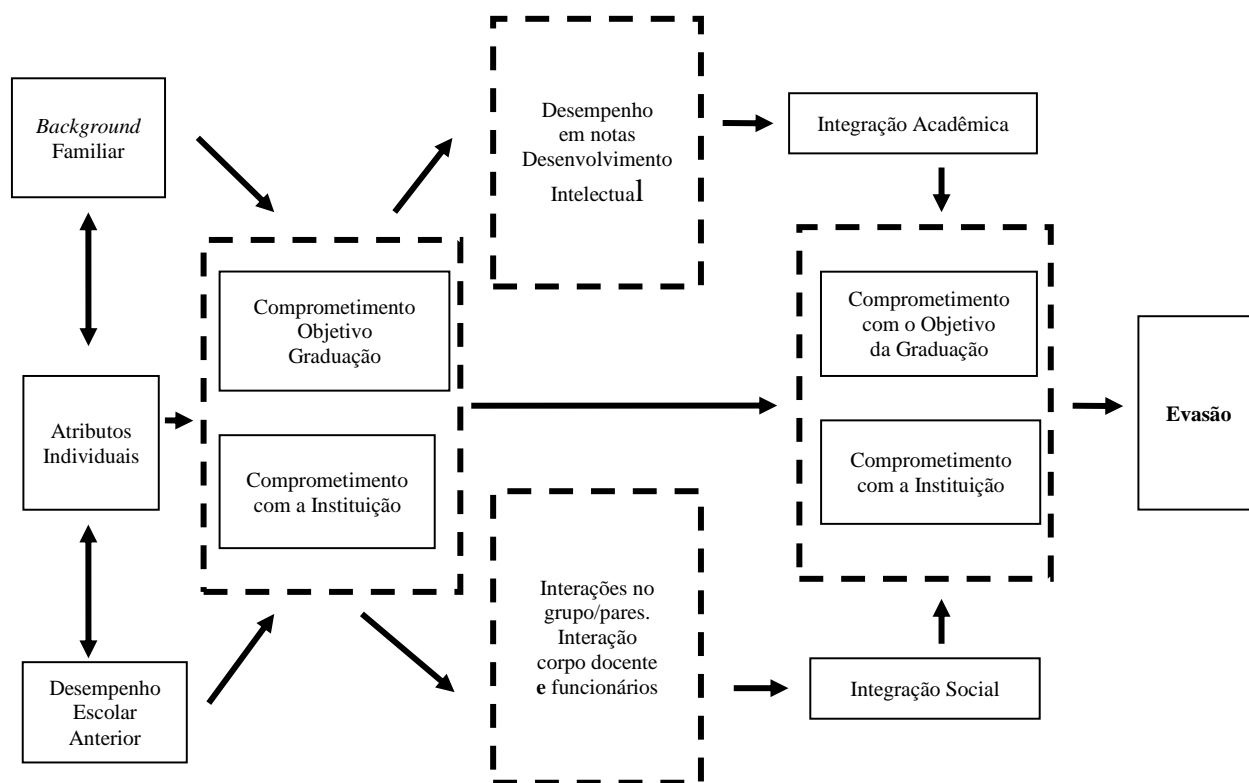 Background
Familiar
Atributos
Individuais
Desempenho
Escolar
Anterior
Comprometimento
Objetivo
Graduação
Comprometimento
com a Instituição
Desempenho
em notas
Desenvolvimento
Intelectual
Interações no
grupo/pares.
Interação
corpo docente
e funcionários
Integração Acadêmica
Comprometimento
com o Objetivo
da Graduação
Comprometimento
com a Instituição
Integração Social
Evasão